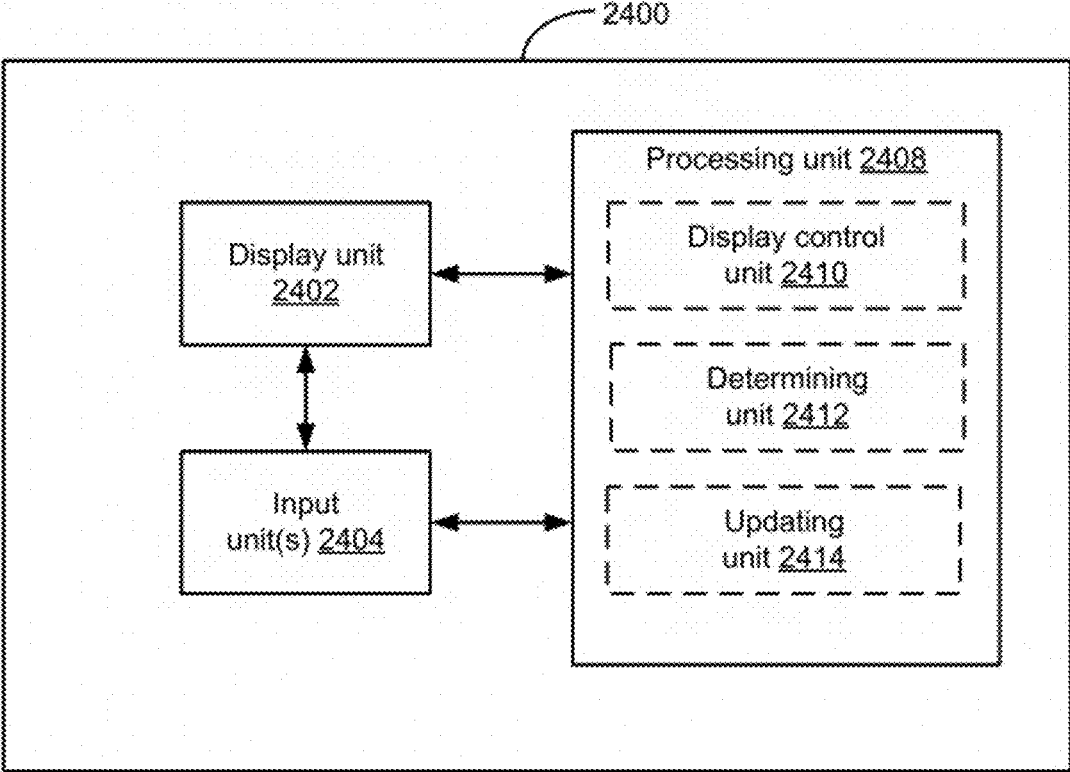 2400
Processing unit 2408
Display control
unit 2410
Display unit
2402
Determining
unit 2412
Input
unit(s) 2404
Updating
unit 2414